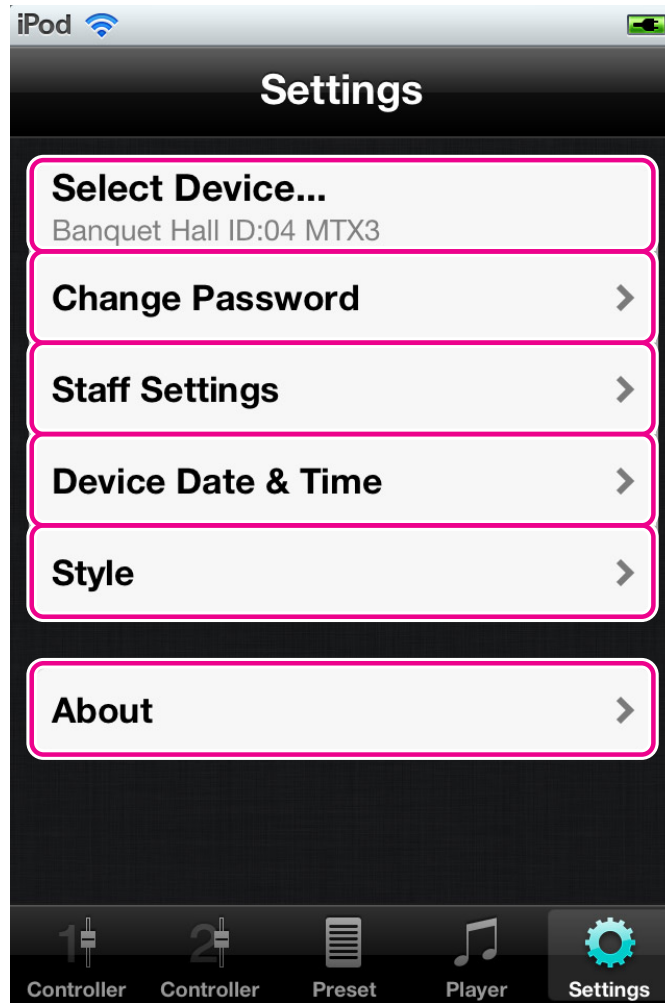 iPod
Settings
Select Device...
Banquet Hall ID:04 MTX3
Change Password
Staff Settings
Device Date & Time
Style
About
1 2
Controller Controller Preset Player Settings